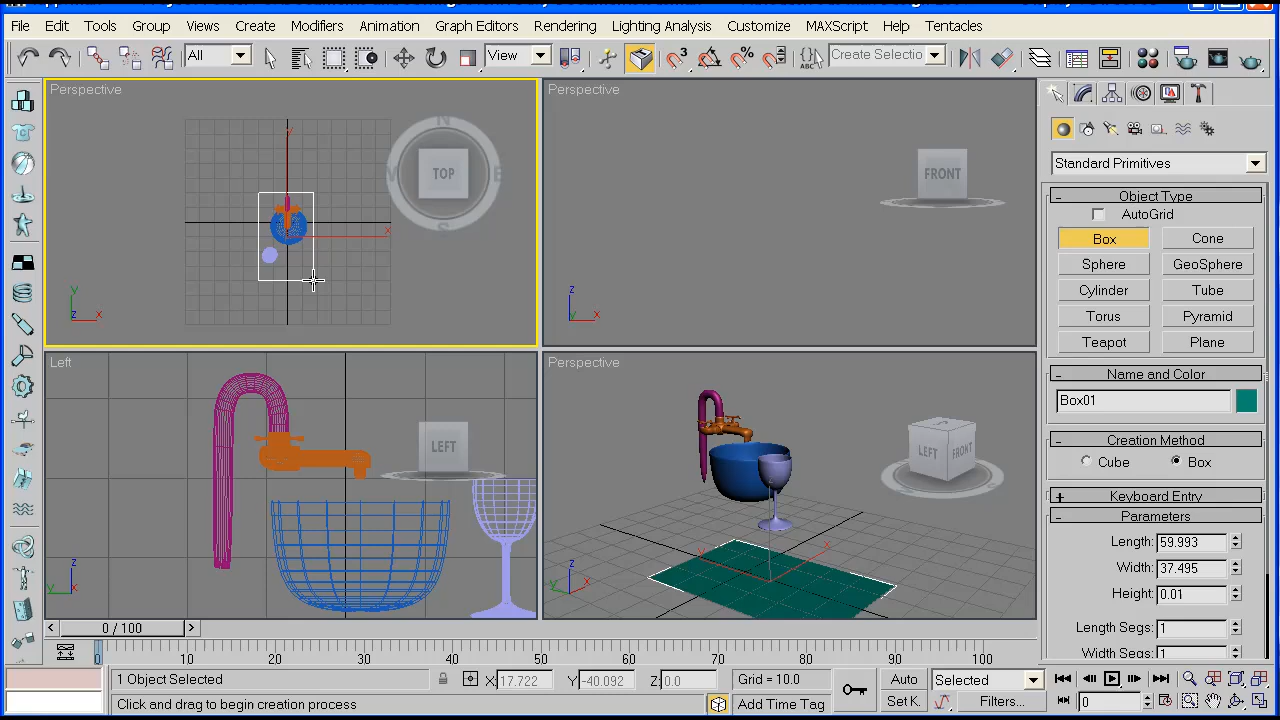 File Edit Tools Group Views Create Modifiers Animation Graph Editors Rendering Lighting Analysis Customize MAXScript Help Tentacles
All View 3 % ABC Create Selectio
Perspective
N
TOP
E
S
y
x
y
z x
Perspective
FRONT
z
y x
Left
LEFT
z
y x
Perspective
LEFT FRONT
y x
z
y x
Standard Primitives
- Object Type
AutoGrid
Box Cone
Sphere GeoSphere
Cylinder Tube
Torus Pyramid
Teapot Plane
- Name and Color
Box01
- Creation Method
Cube Box
+ Keyboard Entry
- Parameters
Length: 59.993
Width: 37.495
Height: 0.01
Length Segs: 1
Width Segs: 1
< 0 / 100 >
0 10 20 30 40 50 60 70 80 90 100
1 Object Selected X: 17.722 Y: -40.092 Z: 0.0 Grid = 10.0 Auto Selected
Click and drag to begin creation process Add Time Tag Set K. Filters... 0